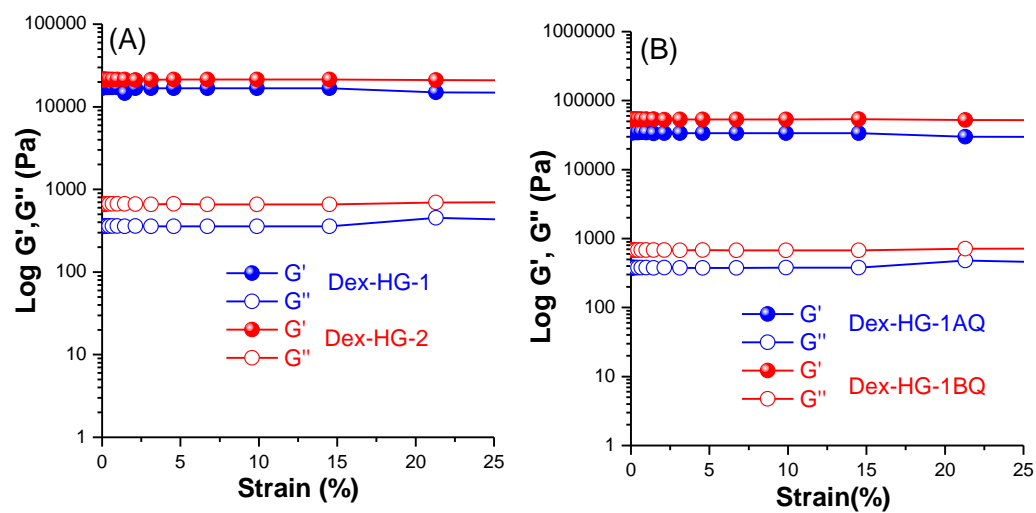 (A)
Log G',G'' (Pa)
100000
10000
1000
100
10
1
0 5 10 15 20 25
Strain (%)
G' Dex-HG-1
G''
G' Dex-HG-2
G''
(B)
Log G', G'' (Pa)
1000000
100000
10000
1000
100
10
1
0 5 10 15 20 25
Strain(%)
G' Dex-HG-1AQ
G''
G' Dex-HG-1BQ
G''